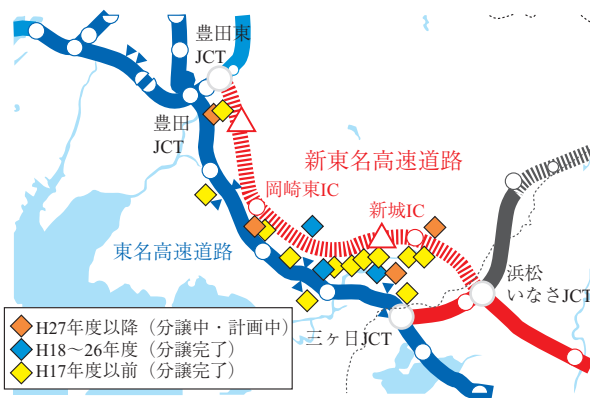 豊田東
JCT
豊田
JCT
新東名高速道路
岡崎東IC
新城IC
東名高速道路
浜松
いなさJCT
三ヶ日JCT
H27年度以降（分譲中・計画中）
H18～26年度（分譲完了）
H17年度以前（分譲完了）